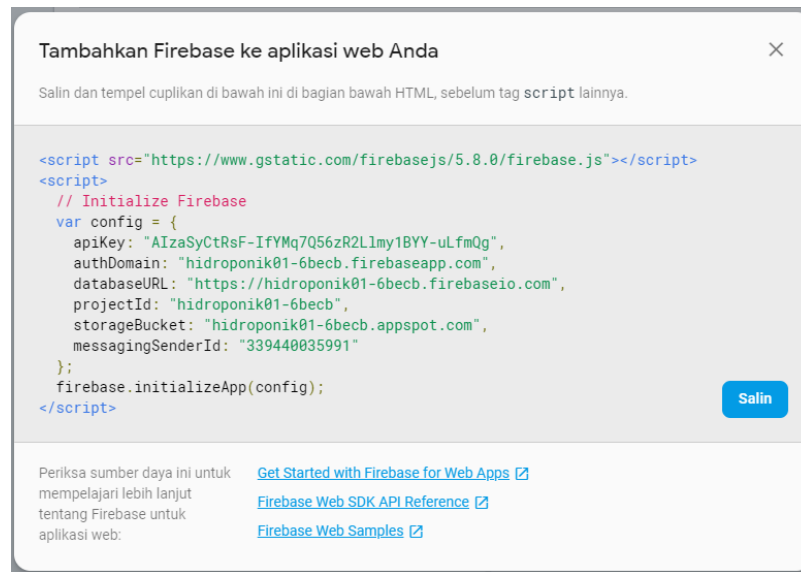 Tambahkan Firebase ke aplikasi web Anda
Salin dan tempel cuplikan di bawah ini di bagian bawah HTML, sebelum tag script lainnya.
<script src="https://www.gstatic.com/firebasejs/5.8.0/firebase.js"></script>
<script>
  // Initialize Firebase
  var config = {
    apiKey: "AIzaSyCtRsF-IfYMq7Q56zR2Llmy1BYY-uLfmQg",
    authDomain: "hidroponik01-6becb.firebaseapp.com",
    databaseURL: "https://hidroponik01-6becb.firebaseio.com",
    projectId: "hidroponik01-6becb",
    storageBucket: "hidroponik01-6becb.appspot.com",
    messagingSenderId: "339440035991"
  };
  firebase.initializeApp(config);
</script>
Salin
Periksa sumber daya ini untuk
mempelajari lebih lanjut
tentang Firebase untuk
aplikasi web:
Get Started with Firebase for Web Apps
Firebase Web SDK API Reference
Firebase Web Samples